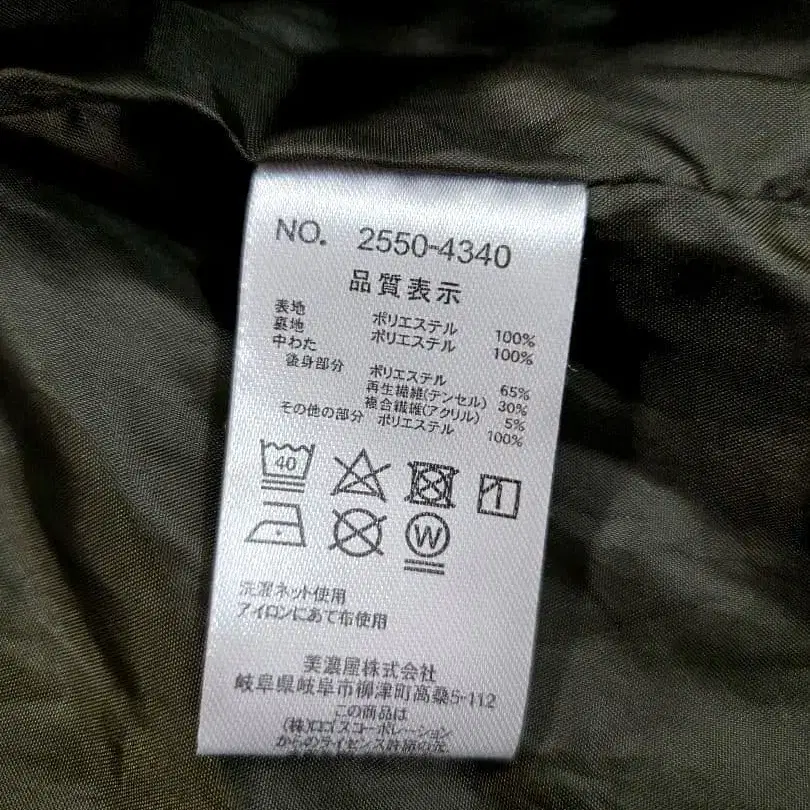 NO. 2550-4340
品質表示
表地 ポリエステル 100%
裏地 ポリエステル 100%
中わた
後身部分 ポリエステル 65%
再生繊維(テンセル) 30%
複合繊維(アクリル) 5%
その他の部分 ポリエステル 100%
40
W
洗濯ネット使用
アイロンにあて布使用
美濃屋株式会社
岐阜県岐阜市柳津町高桑5-112
この商品は
(株)ロゴスコーポレーション
からのライセンス許諾の元